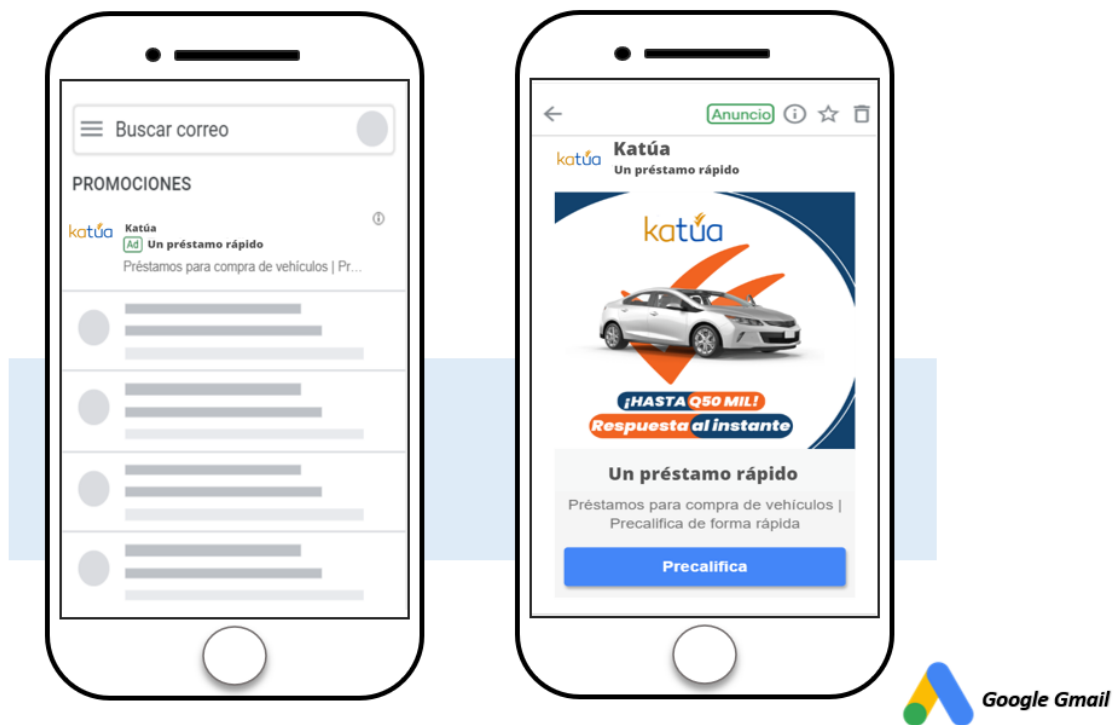 Buscar correo
PROMOCIONES
katúa
Katúa
Ad Un préstamo rápido
Préstamos para compra de vehículos | Pr...
Anuncio
katúa
Katúa
Un préstamo rápido
katúa
¡HASTA Q50 MIL!
Respuesta al instante
Un préstamo rápido
Préstamos para compra de vehículos |
Precalifica de forma rápida
Precalifica
Google Gmail